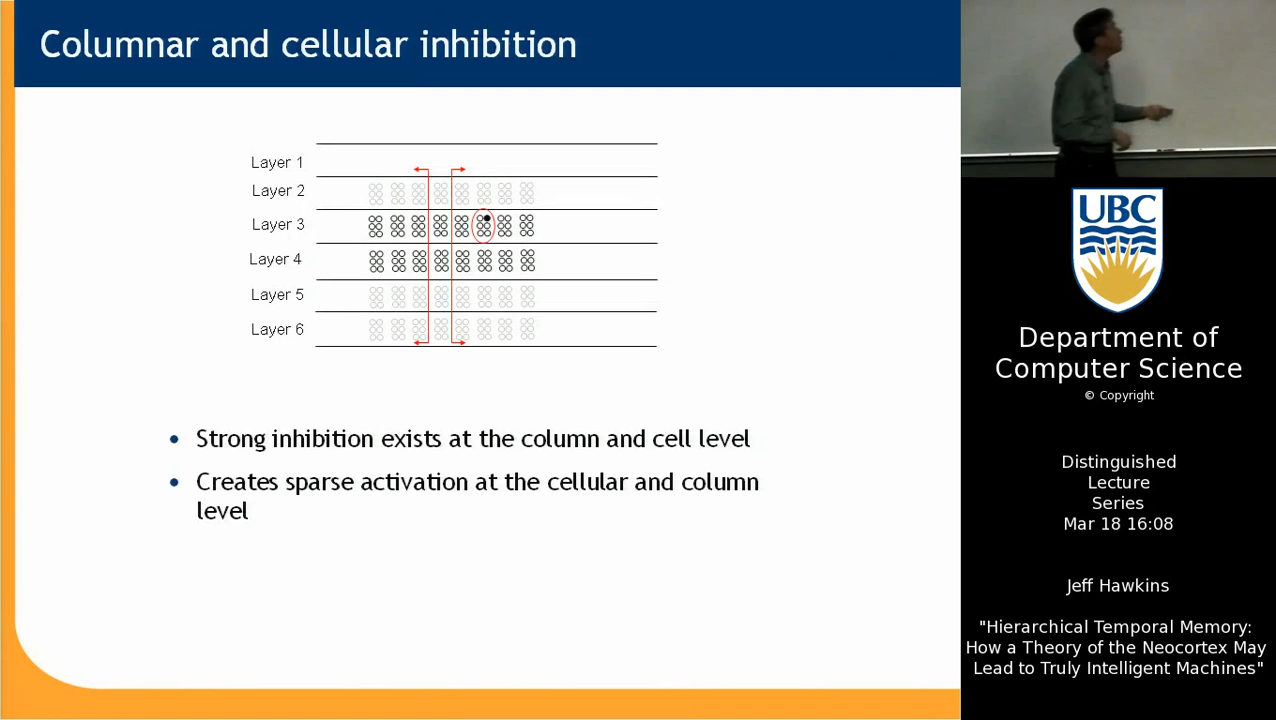 Columnar and cellular inhibition
Layer 1
Layer 2
Layer 3
Layer 4
Layer 5
Layer 6
• Strong inhibition exists at the column and cell level
• Creates sparse activation at the cellular and column
level
UBC
Department of
Computer Science
© Copyright
Distinguished
Lecture
Series
Mar 18 16:08
Jeff Hawkins
"Hierarchical Temporal Memory:
How a Theory of the Neocortex May
Lead to Truly Intelligent Machines"